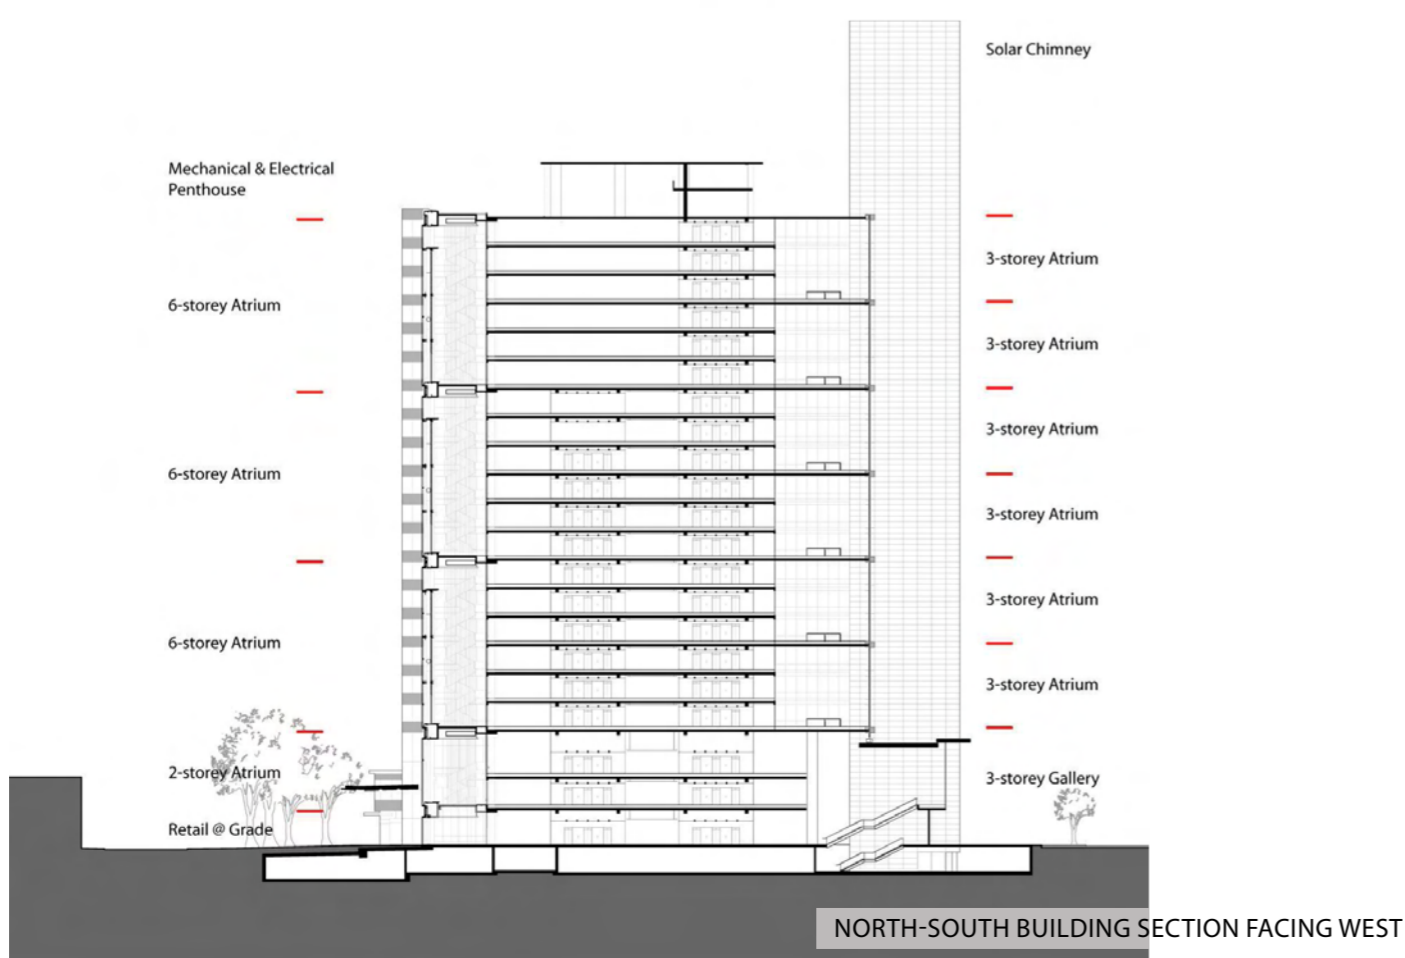 Solar Chimney
Mechanical & Electrical
Penthouse
3-storey Atrium
6-storey Atrium
3-storey Atrium
3-storey Atrium
6-storey Atrium
3-storey Atrium
3-storey Atrium
6-storey Atrium
3-storey Atrium
2-storey Atrium
3-storey Gallery
Retail @ Grade
NORTH-SOUTH BUILDING SECTION FACING WEST